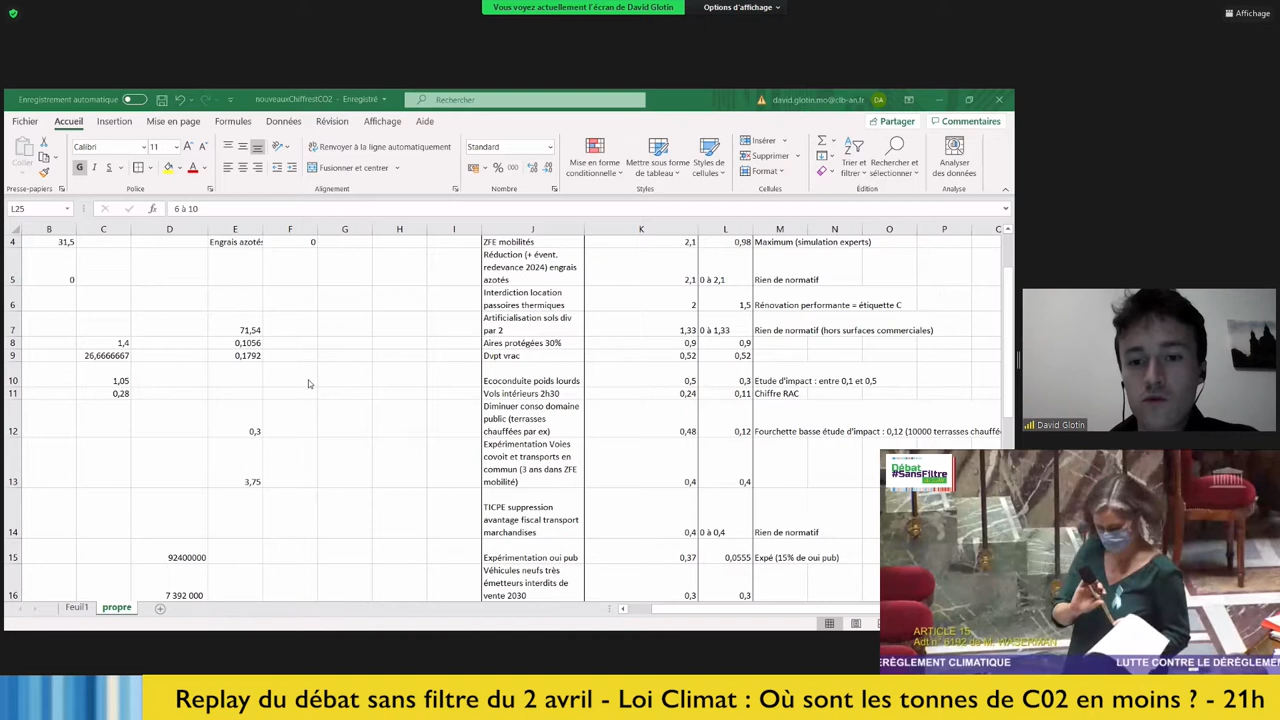 Vous voyez actuellement l'écran de David Glotin
Options d'affichage
Affichage
Enregistrement automatique
nouveauxChiffrestCO2 - Enregistré
Rechercher
david.glotin.mo@clb-an.fr
DA
Fichier Accueil Insertion Mise en page Formules Données Révision Affichage Aide
Partager
Commentaires
Coller
Calibri 11
Renvoyer à la ligne automatiquement
Standard
Mise en forme conditionnelle
Mettre sous forme de tableau
Styles de cellules
Insérer
Supprimer
Format
Trier et filtrer
Rechercher et sélectionner
Analyser des données
G I S
Fusionner et centrer
% 000
Presse-papiers Police Alignement Nombre Styles Cellules Édition Analyse
L25 fx 6 à 10
B C D E F G H I J K L M N O P C
4 31,5 Engrais azotés 0 ZFE mobilités 2,1 0,98 Maximum (simulation experts)
Réduction (+ évent.
redevance 2024) engrais
5 0 azotés 2,1 0 à 2,1 Rien de normatif
Interdiction location
6 passoires thermiques 2 1,5 Rénovation performante = étiquette C
Artificialisation sols div
7 71,54 par 2 1,33 0 à 1,33 Rien de normatif (hors surfaces commerciales)
8 1,4 0,1056 Aires protégées 30% 0,9 0,9
9 26,6666667 0,1792 Dvpt vrac 0,52 0,52
10 1,05 Ecoconduite poids lourds 0,5 0,3 Etude d'impact : entre 0,1 et 0,5
11 0,28 Vols intérieurs 2h30 0,24 0,11 Chiffre RAC
Diminuer conso domaine
public (terrasses
12 0,3 chauffées par ex) 0,48 0,12 Fourchette basse étude d'impact : 0,12 (10000 terrasses chauffée
Expérimentation Voies
covoit et transports en
commun (3 ans dans ZFE
13 3,75 mobilité) 0,4 0,4
TICPE suppression
avantage fiscal transport
14 marchandises 0,4 0 à 0,4 Rien de normatif
15 92400000 Expérimentation oui pub 0,37 0,0555 Expé (15% de oui pub)
Véhicules neufs très
émetteurs interdits de
16 7 392 000 vente 2030 0,3 0,3
Feuil1 propre
David Glotin
Débat
#SansFiltre
ARTICLE 15
Adt n° 6192 de M. WASERMAN
ÈRÈGLEMENT CLIMATIQUE LUTTE CONTRE LE DÉRÈGLEME
Replay du débat sans filtre du 2 avril - Loi Climat : Où sont les tonnes de C02 en moins ? - 21h